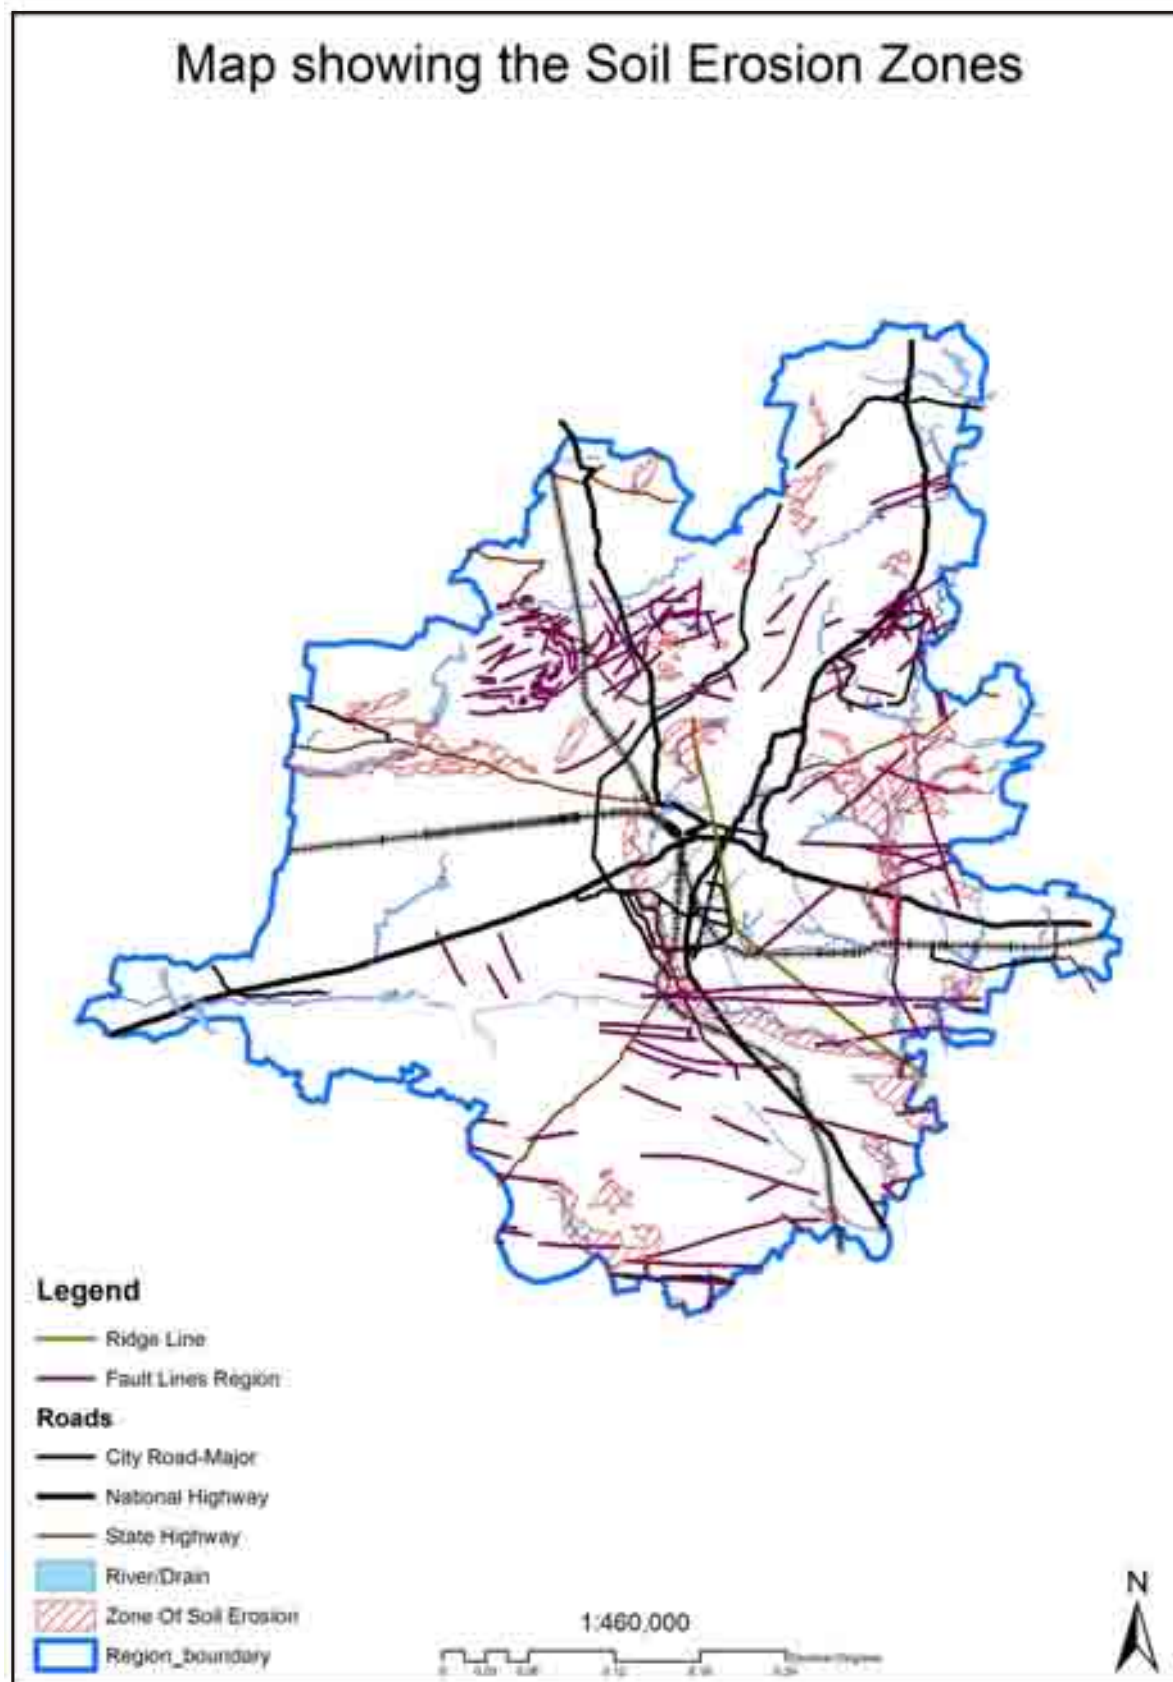 Map showing the Soil Erosion Zones
Legend
Ridge Line
Fault Lines Region
Roads
City Road-Major
National Highway
State Highway
River/Drain
Zone Of Soil Erosion
Region_boundary
1:460,000
N